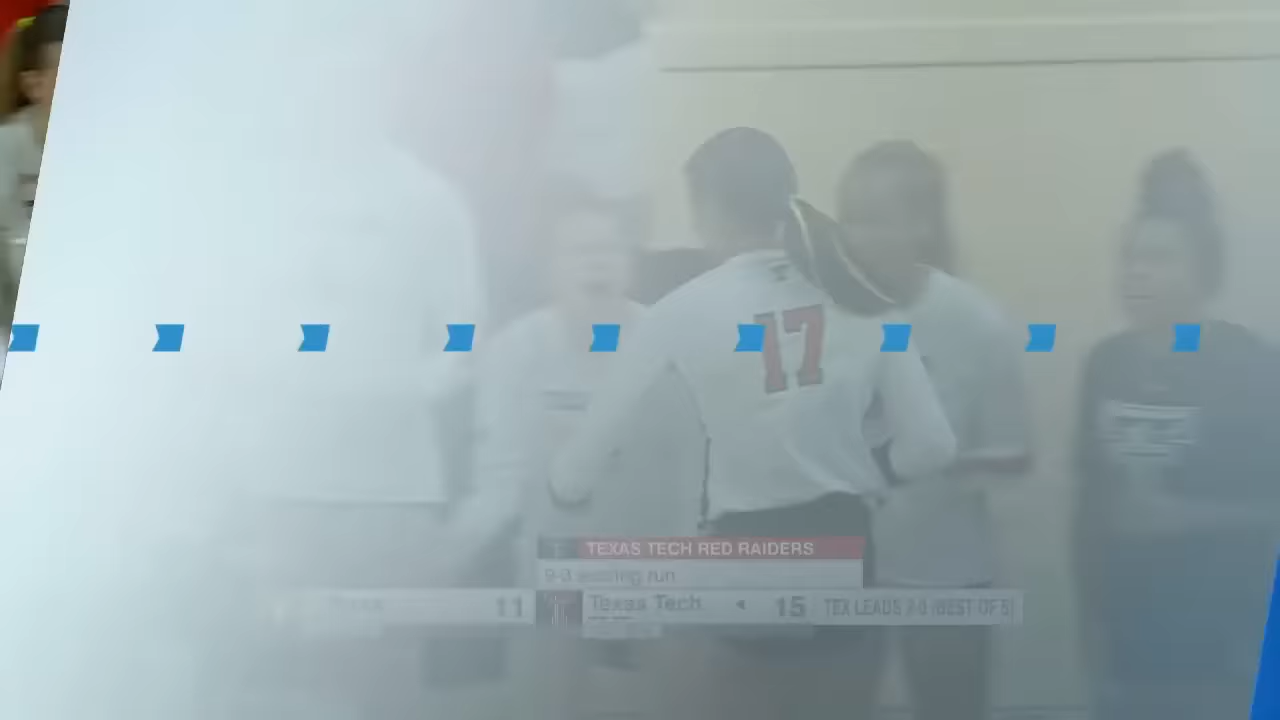 17
TEXAS TECH RED RAIDERS
9-3 scoring run
11 Texas Tech 15 TEX LEADS 2-0 (BEST OF 5)